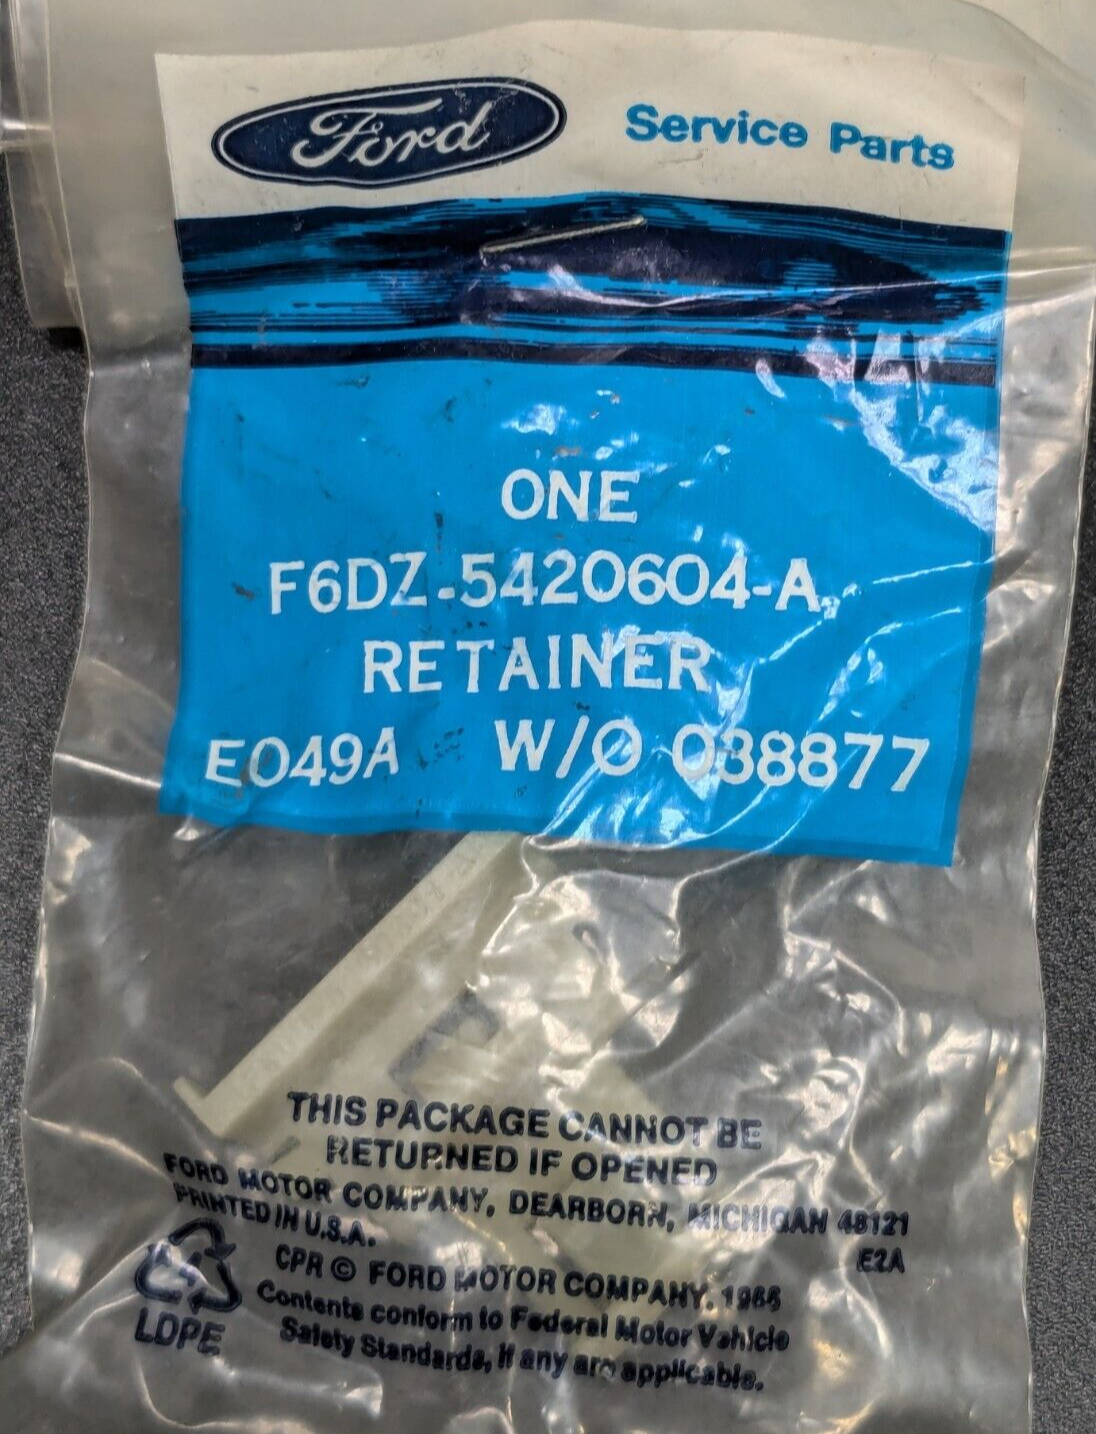 Ford Service Parts
ONE
F6DZ-5420604-A
RETAINER
E049A W/O 038877
THIS PACKAGE CANNOT BE
RETURNED IF OPENED
FORD MOTOR COMPANY, DEARBORN, MICHIGAN 48121
PRINTED IN U.S.A.
E2A
CPR © FORD MOTOR COMPANY,
Contents conform to Federal Motor Vehicle
Safety Standards, if any are applicable.
LDPE